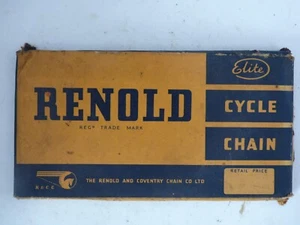 Elite
RENOLD
REGD TRADE MARK
CYCLE
CHAIN
RETAIL PRICE
THE RENOLD AND COVENTRY CHAIN CO LTD